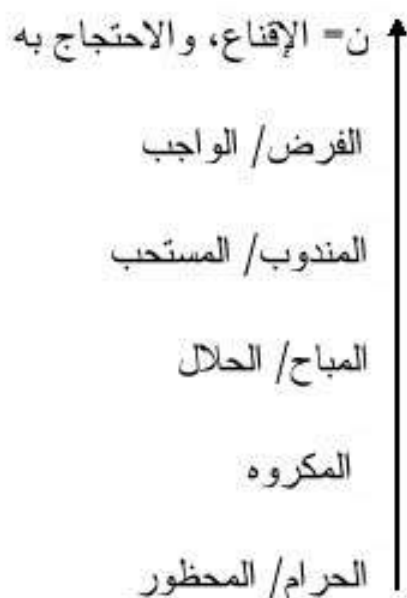 ن= الإقناع، والاحتجاج به
الفرض/ الواجب
المندوب/ المستحب
المباح/ الحلال
المكروه
الحرام/ المحظور